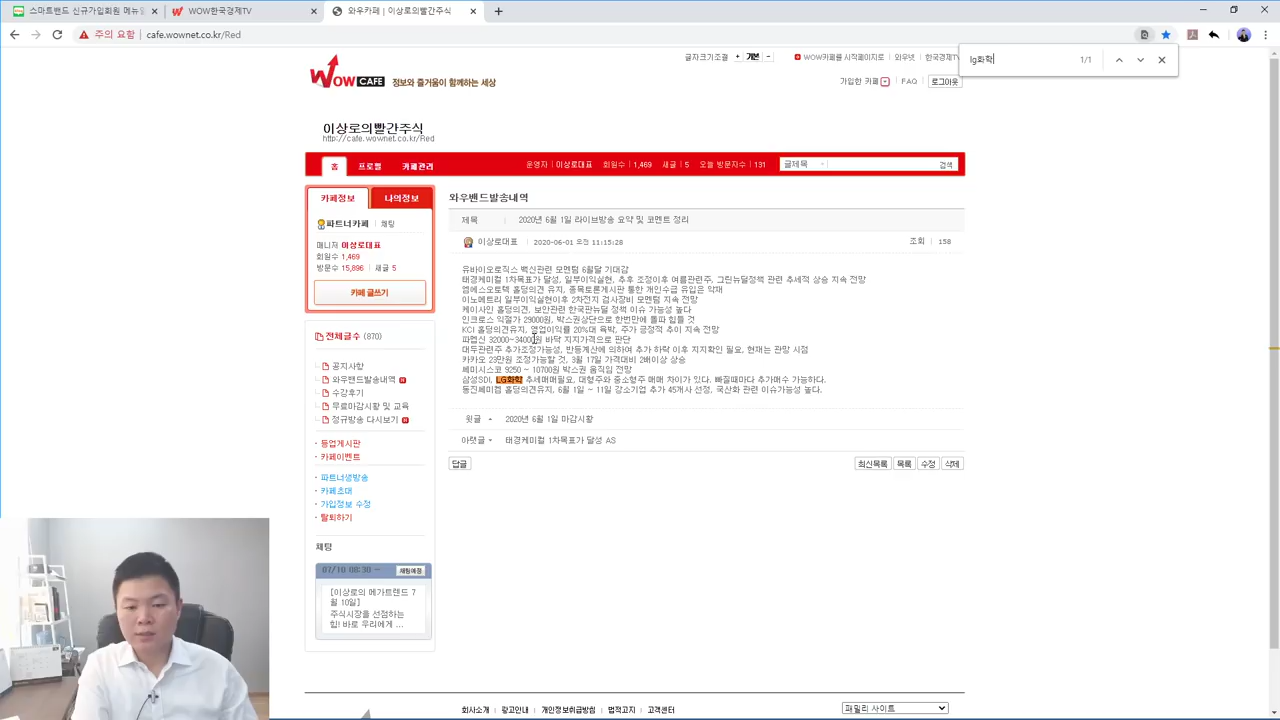 스마트밴드 신규가입회원 메뉴얼
WOW한국경제TV
와우카페 | 이상로의빨간주식
주의 요함
cafe.wownet.co.kr/Red
lg화학
1/1
글자크기조절 + 기본 -
WOW카페를 시작페이지로 | 와우넷 | 한국경제TV
WOW CAFE 정보와 즐거움이 함께하는 세상
가입한 카페 | FAQ | 로그아웃
이상로의빨간주식
http://cafe.wownet.co.kr/Red
홈 프로필 카페관리
운영자 | 이상로대표 회원수 | 1,469 새글 | 5 오늘 방문자수 | 131
글제목 검색
카페정보 나의정보
파트너카페 | 채팅
매니저 이상로대표
회원수 1,469
방문수 15,896 | 새글 5
카페 글쓰기
전체글수 (870)
공지사항
와우밴드발송내역
수강후기
무료마감시황 및 교육
정규방송 다시보기
등업게시판
카페이벤트
파트너생방송
카페초대
가입정보 수정
탈퇴하기
채팅
07/10 08:30 ~ 채팅예정
[이상로의 메가트렌드 7
월 10일]
주식시장을 선점하는
힘! 바로 우리에게 ...
와우밴드발송내역
제목 2020년 6월 1일 라이브방송 요약 및 코멘트 정리
이상로대표 | 2020-06-01 오전 11:15:28
조회 | 158
유바이오로직스 백신관련 모멘텀 6월달 기대감
태경케미컬 1차목표가 달성, 일부이익실현, 추후 조정이후 여름관련주, 그린뉴딜정책 관련 추세적 상승 지속 전망
엠에스오토텍 홀딩의견 유지, 종목토론게시판 통한 개인수급 유입은 악재
이노메트리 일부이익실현이후 2차전지 검사장비 모멘텀 지속 전망
케이사인 홀딩의견, 보안관련 한국판뉴딜 정책 이슈 가능성 높다
인크로스 익절가 29000원, 박스권상단으로 한번만에 돌파 힘들 것
KCI 홀딩의견유지, 영업이익률 20%대 육박, 주가 긍정적 추이 지속 전망
파멥신 32000~34000원 바닥 지지가격으로 판단
대두관련주 추가조정가능성, 반등계산에 의하여 추가 하락 이후 지지확인 필요, 현재는 관망 시점
카카오 23만원 조정가능할 것, 3월 17일 가격대비 2배이상 상승
쎄미시스코 9250 ~ 10700원 박스권 움직임 전망
삼성SDI, LG화학 추세매매필요, 대형주와 중소형주 매매 차이가 있다. 빠질때마다 추가매수 가능하다.
동진쎄미켐 홀딩의견유지, 6월 1일 ~ 11일 강소기업 추가 45개사 선정, 국산화 관련 이슈가능성 높다.
윗글 2020년 6월 1일 마감시황
아랫글 태경케미컬 1차목표가 달성 AS
답글
최신목록 목록 수정 삭제
회사소개 | 광고안내 | 개인정보취급방침 | 법적고지 | 고객센터
패밀리 사이트